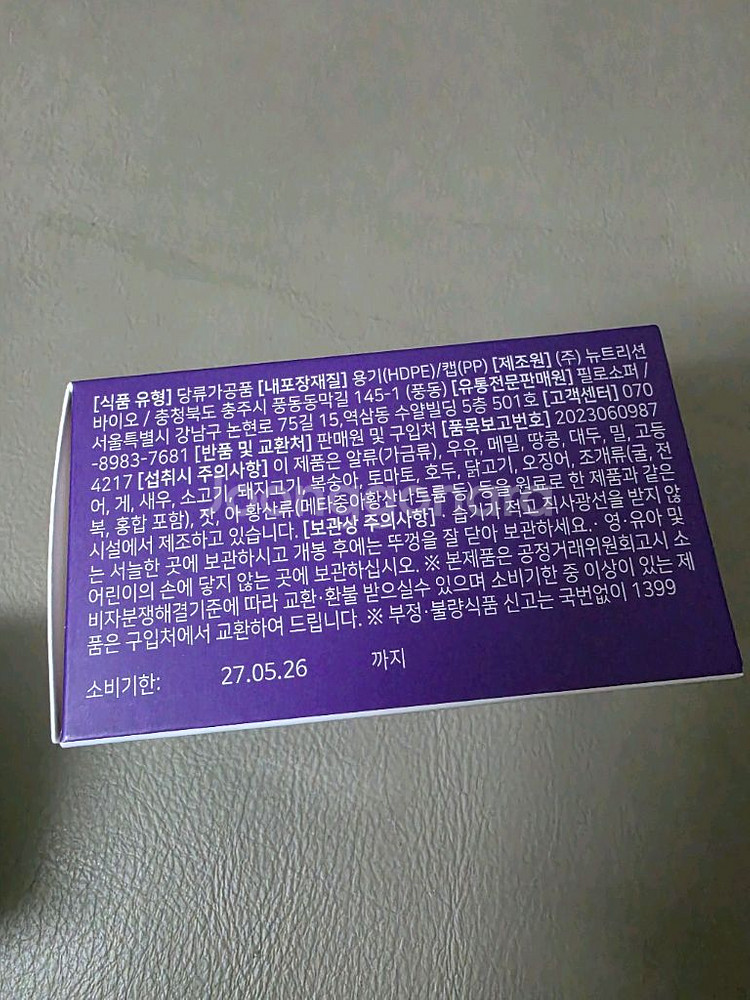 [식품 유형] 당류가공품 [내포장재질] 용기(HDPE)/캡(PP) [제조원] (주) 뉴트리션
바이오 / 충청북도 충주시 풍동동막길 145-1 (풍동) [유통전문판매원] 필로소퍼 /
서울특별시 강남구 논현로 75길 15,역삼동 수얄빌딩 5층 501호 [고객센터] 070
-8983-7681 [반품 및 교환처] 판매원 및 구입처 [품목보고번호] 2023060987
4217 [섭취시 주의사항] 이 제품은 알류(가금류), 우유, 메밀, 땅콩, 대두, 밀, 고등
어, 게, 새우, 소고기, 돼지고기, 복숭아, 토마토, 호두, 닭고기, 오징어, 조개류(굴, 전
복, 홍합 포함), 잣, 아황산류(메타중아황산나트륨 등을 원료로 한 제품과 같은
시설에서 제조하고 있습니다. [보관상 주의사항] 직사광선을 받지 않
는 서늘한 곳에 보관하시고 개봉 후에는 뚜껑을 잘 닫아 보관하세요.· 영·유아 및
어린이의 손에 닿지 않는 곳에 보관하십시오. ※ 본제품은 공정거래위원회고시 소
비자분쟁해결기준에 따라 교환·환불 받으실수 있으며 소비기한 중 이상이 있는 제
품은 구입처에서 교환하여 드립니다. ※ 부정·불량식품 신고는 국번없이 1399
소비기한: 27.05.26 까지
Joonggonara